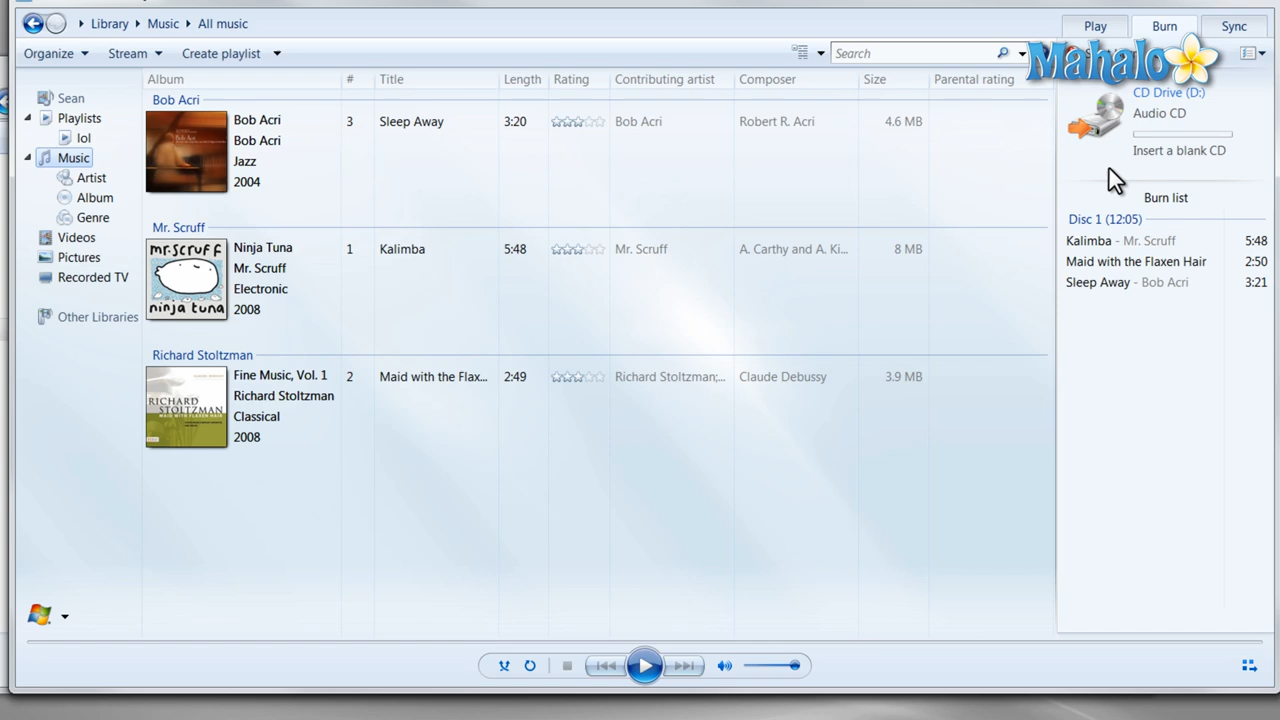 Library Music All music
Play Burn Sync
Organize Stream Create playlist Search
Mahalo
Album # Title Length Rating Contributing artist Composer Size Parental rating
Sean
Playlists
lol
Music
Artist
Album
Genre
Videos
Pictures
Recorded TV
Other Libraries
Bob Acri
Bob Acri 3 Sleep Away 3:20 Bob Acri Robert R. Acri 4.6 MB
Bob Acri
Jazz
2004
Mr. Scruff
mr.scruff
ninja tuna
Ninja Tuna 1 Kalimba 5:48 Mr. Scruff A. Carthy and A. Ki... 8 MB
Mr. Scruff
Electronic
2008
Richard Stoltzman
RICHARD
STOLTZMAN
MAID WITH FLAXEN HAIR
Fine Music, Vol. 1 2 Maid with the Flax... 2:49 Richard Stoltzman;... Claude Debussy 3.9 MB
Richard Stoltzman
Classical
2008
CD Drive (D:)
Audio CD
Insert a blank CD
Burn list
Disc 1 (12:05)
Kalimba - Mr. Scruff 5:48
Maid with the Flaxen Hair 2:50
Sleep Away - Bob Acri 3:21